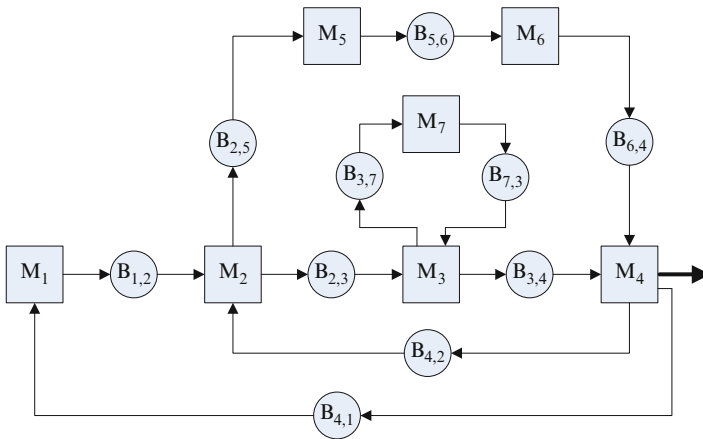 M₅ B₅,₆ M₆
M₇
B₂,₅ B₆,₄
B₃,₇ B₇,₃
M₁ B₁,₂ M₂ B₂,₃ M₃ B₃,₄ M₄
B₄,₂
B₄,₁